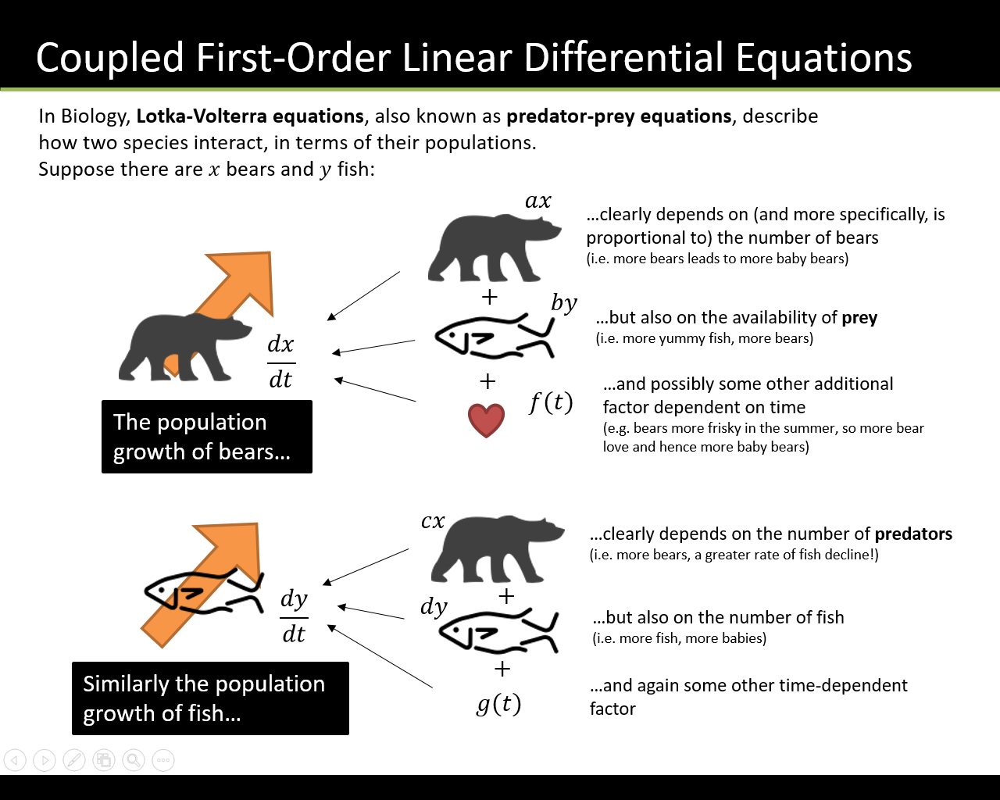 Coupled First-Order Linear Differential Equations
In Biology, Lotka-Volterra equations, also known as predator-prey equations, describe
how two species interact, in terms of their populations.
Suppose there are 𝑥 bears and 𝑦 fish:
𝑎𝑥
…clearly depends on (and more specifically, is
proportional to) the number of bears
(i.e. more bears leads to more baby bears)
+
𝑏𝑦
…but also on the availability of prey
(i.e. more yummy fish, more bears)
+
𝑓(𝑡)
…and possibly some other additional
factor dependent on time
(e.g. bears more frisky in the summer, so more bear
love and hence more baby bears)
𝑑𝑥
𝑑𝑡
The population
growth of bears…
𝑐𝑥
…clearly depends on the number of predators
(i.e. more bears, a greater rate of fish decline!)
+
𝑑𝑦
…but also on the number of fish
(i.e. more fish, more babies)
+
𝑔(𝑡)
…and again some other time-dependent
factor
𝑑𝑦
𝑑𝑡
Similarly the population
growth of fish…